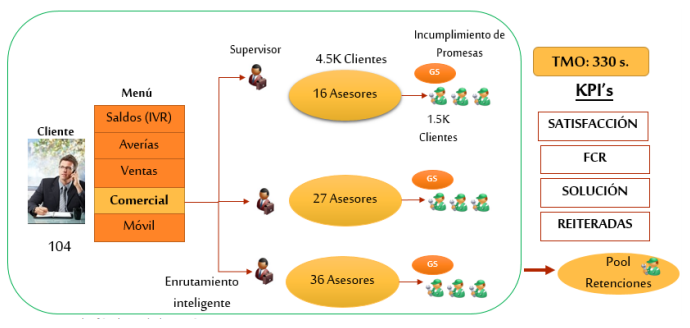 Incumplimiento de
Promesas
Supervisor
4.5K Clientes
TMO: 330 s.
GS
KPI's
Menú
16 Asesores
Saldos (IVR)
1.5K
Clientes
SATISFACCIÓN
Cliente
Averías
FCR
Ventas
GS
SOLUCIÓN
Comercial
27 Asesores
Móvil
REITERADAS
104
GS
Pool
Retenciones
Enrutamiento
inteligente
36 Asesores